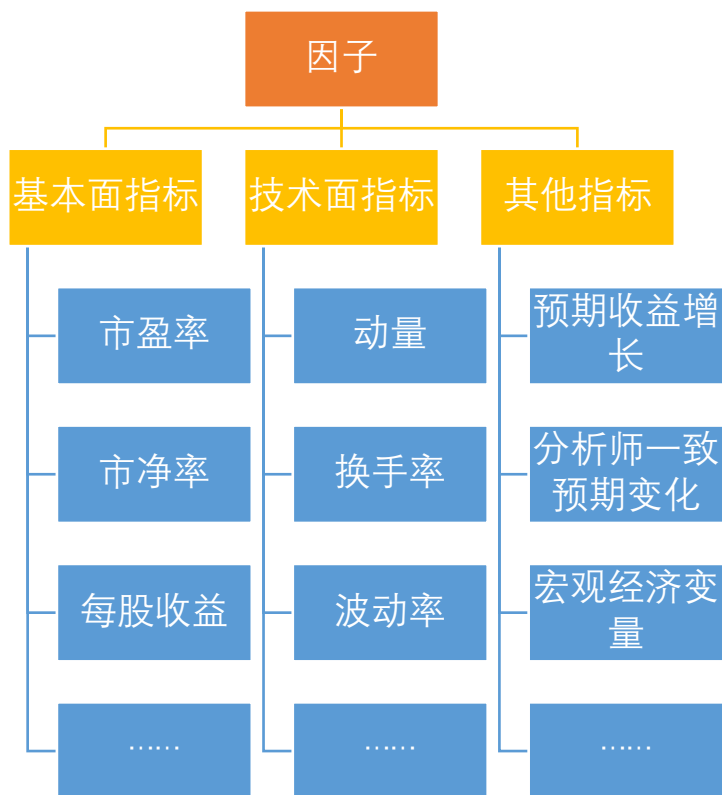 因子
基本面指标
技术面指标
其他指标
市盈率
动量
预期收益增
长
市净率
换手率
分析师一致
预期变化
每股收益
波动率
宏观经济变
量
……
……
……